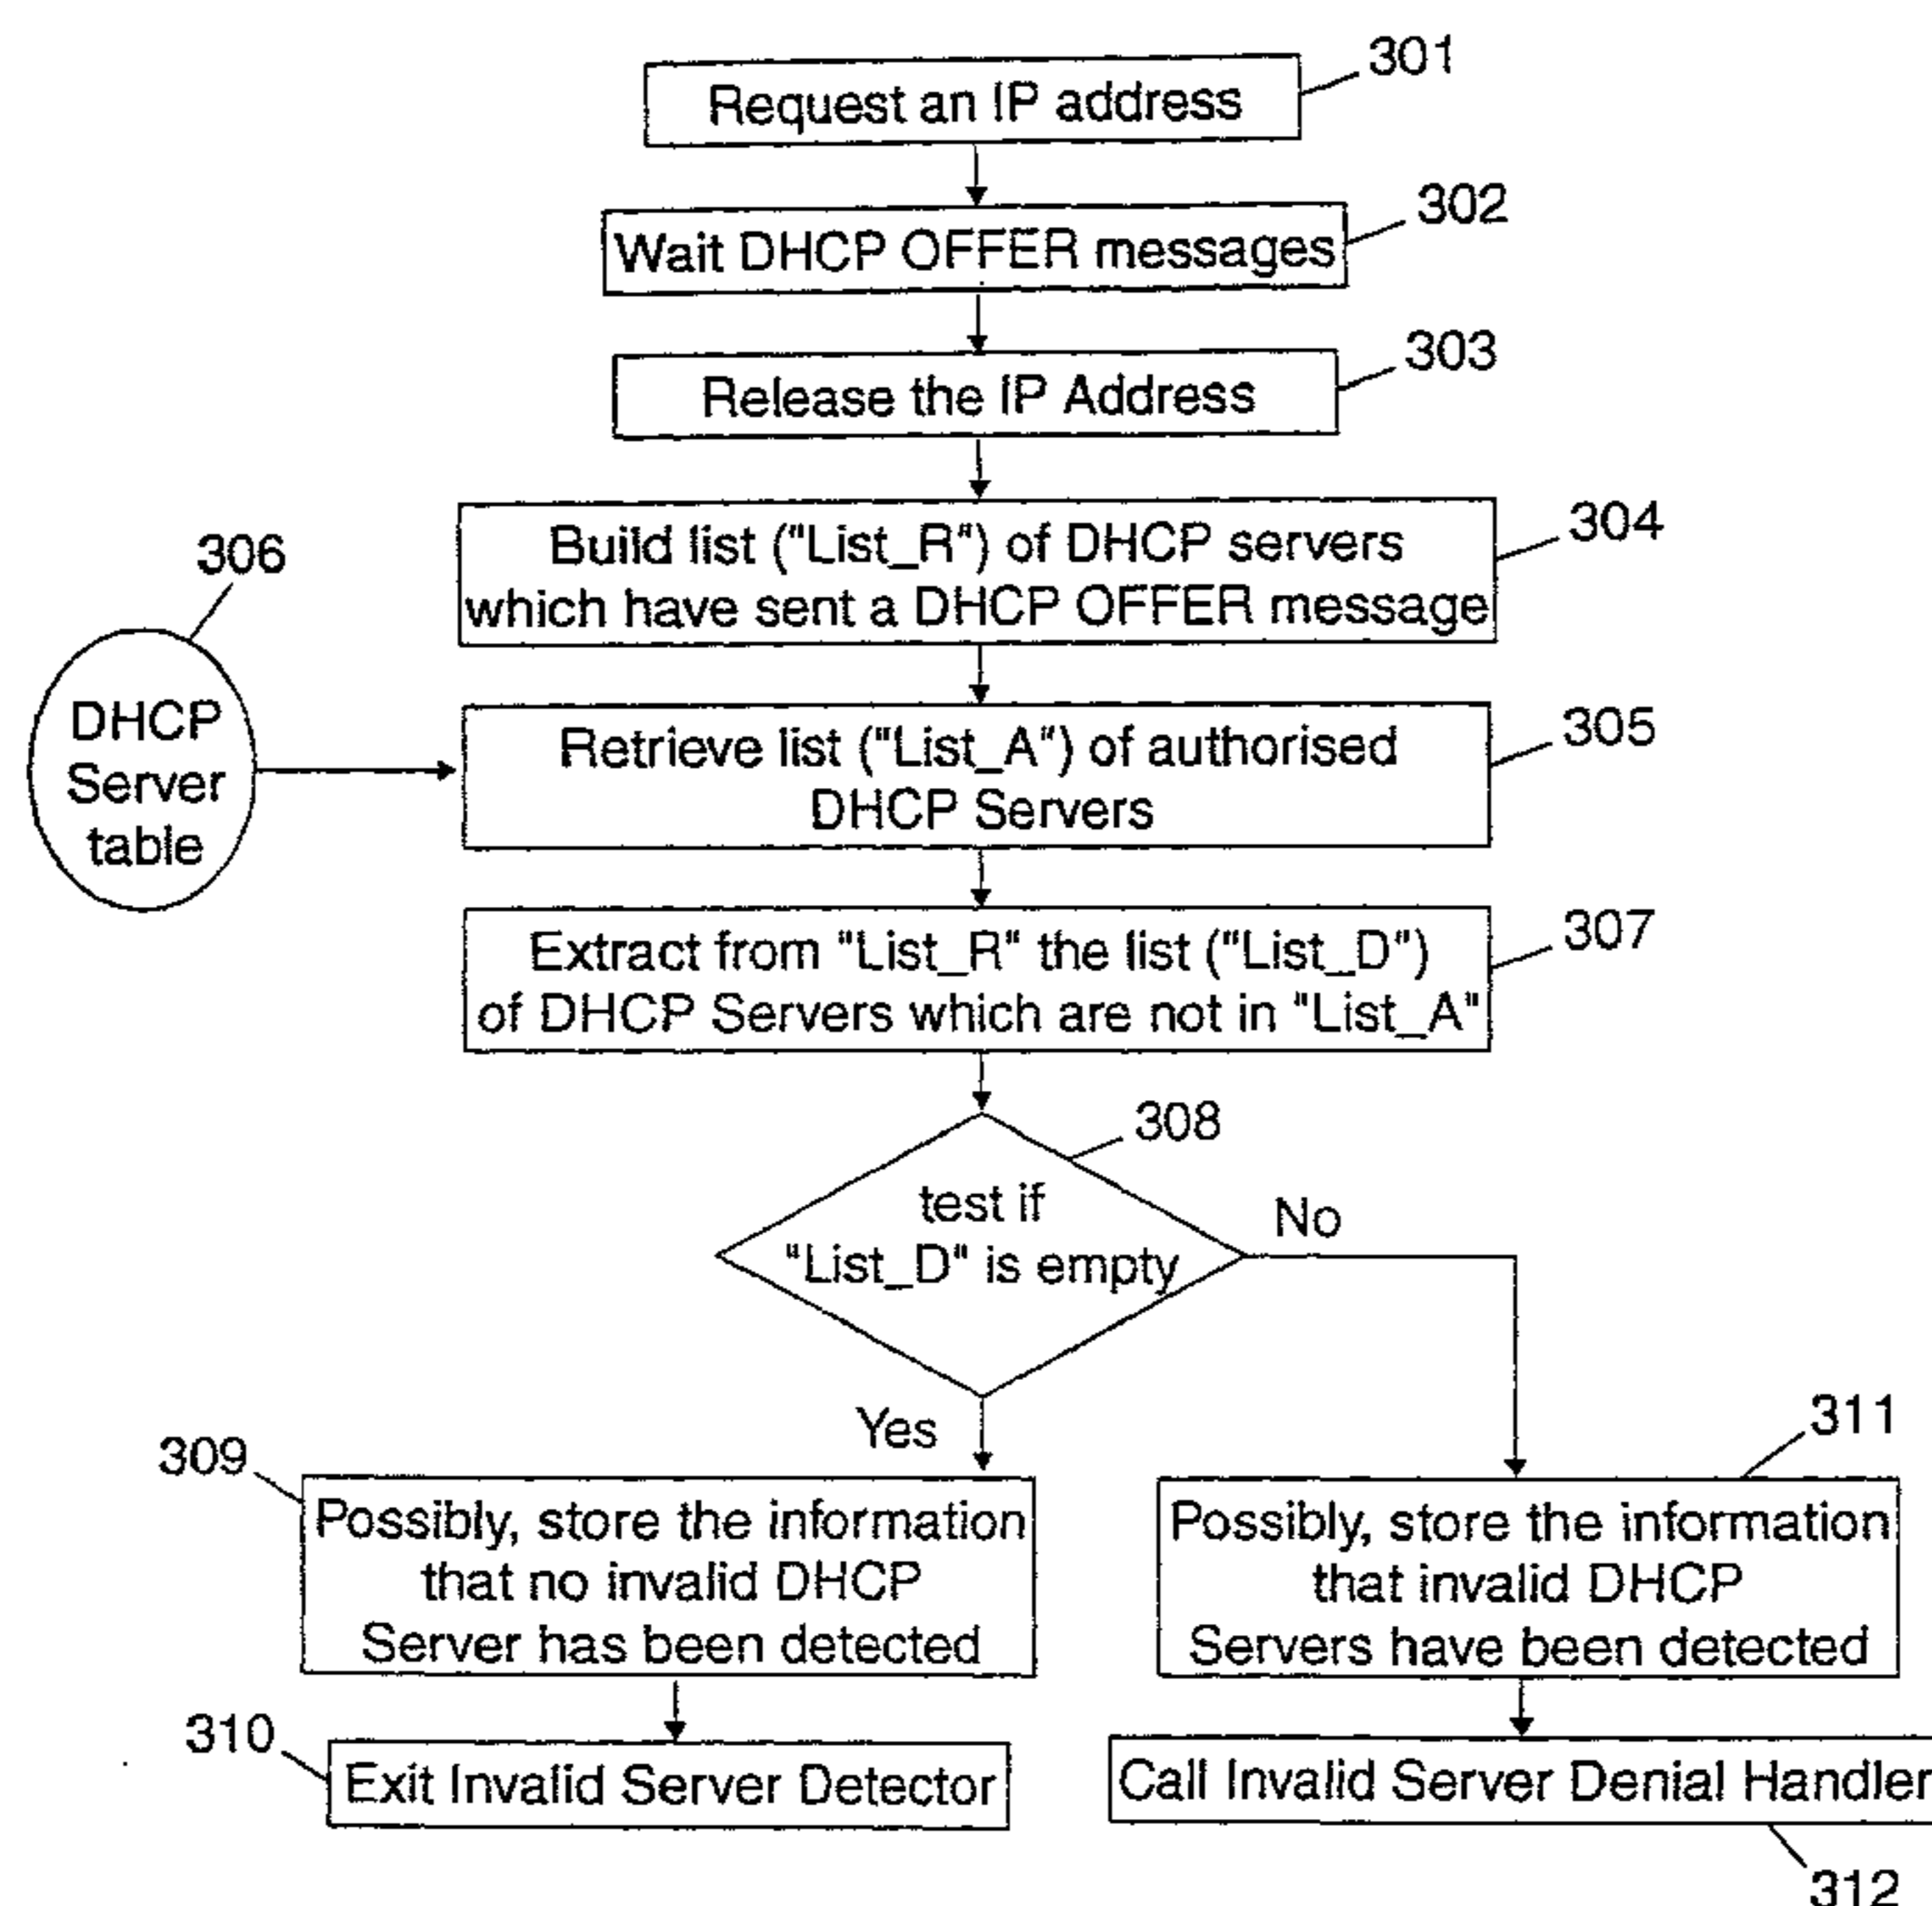 301
Request an IP address
302
Wait DHCP OFFER messages
303
Release the IP Address
304
Build list ("List_R") of DHCP servers
which have sent a DHCP OFFER message
306
DHCP
Server
table
305
Retrieve list ("List_A") of authorised
DHCP Servers
307
Extract from "List_R" the list ("List_D")
of DHCP Servers which are not in "List_A"
308
test if
"List_D" is empty
No
Yes
309
Possibly, store the information
that no invalid DHCP
Server has been detected
311
Possibly, store the information
that invalid DHCP
Servers have been detected
310
Exit Invalid Server Detector
Call Invalid Server Denial Handler
312